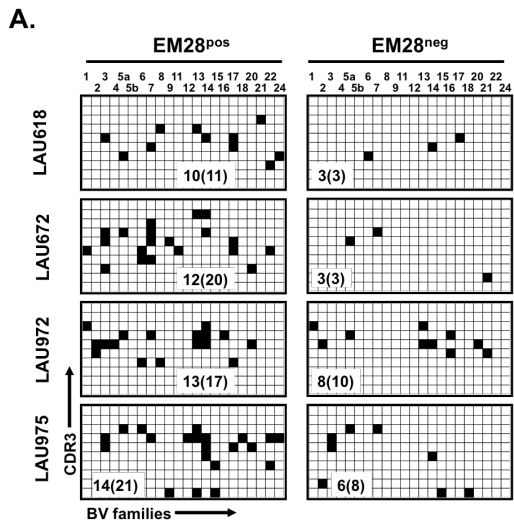 A.
EM28pos EM28neg
1 3 5a 6 8 11 13 15 17 20 22 1 3 5a 6 8 11 13 15 17 20 22
2 4 5b 7 9 12 14 16 18 21 24 2 4 5b 7 9 12 14 16 18 21 24
LAU618
10(11) 3(3)
LAU672
12(20) 3(3)
LAU972
13(17) 8(10)
LAU975
CDR3
14(21) 6(8)
BV families